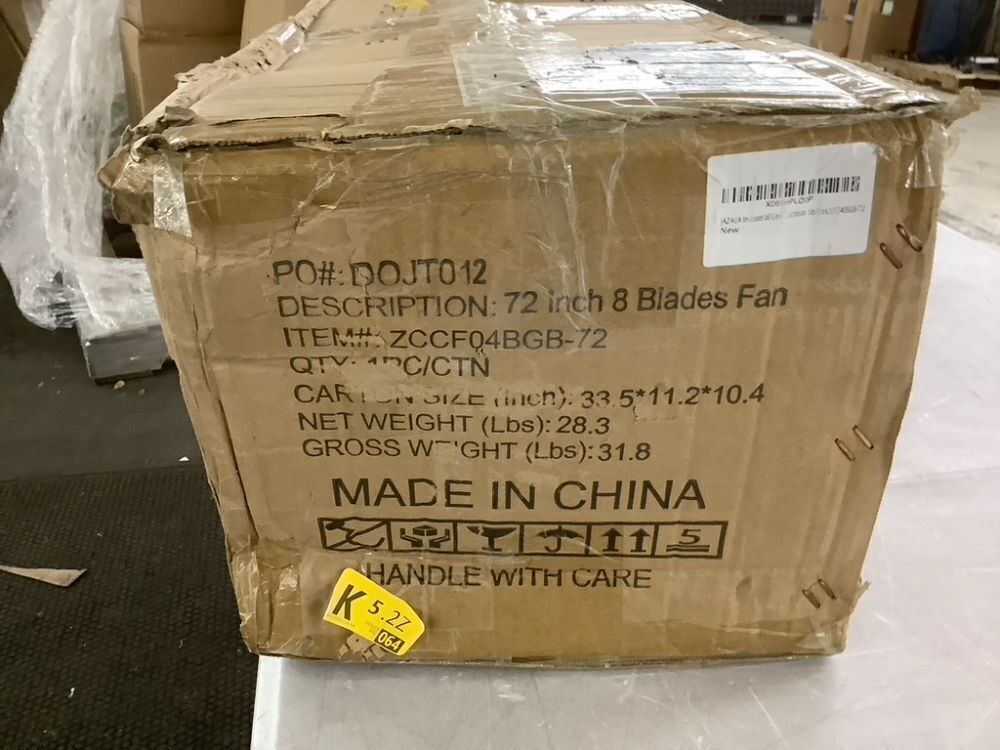 New
PO#: DOJT012
DESCRIPTION: 72 inch 8 Blades Fan
ITEM#: ZCCF04BGB-72
QTY: 1PC/CTN
CARTON SIZE (Inch): 33.5*11.2*10.4
NET WEIGHT (Lbs): 28.3
GROSS WEIGHT (Lbs): 31.8
MADE IN CHINA
5
HANDLE WITH CARE
K 5.2Z
064